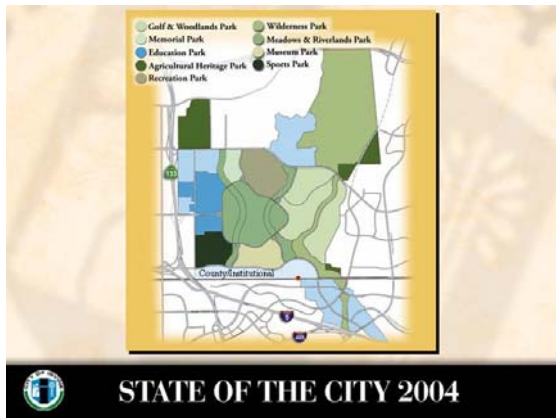 Golf & Woodlands Park
Memorial Park
Education Park
Agricultural Heritage Park
Recreation Park
Wilderness Park
Meadows & Riverlands Park
Museum Park
Sports Park
133
County/Institutional
5
405
STATE OF THE CITY 2004